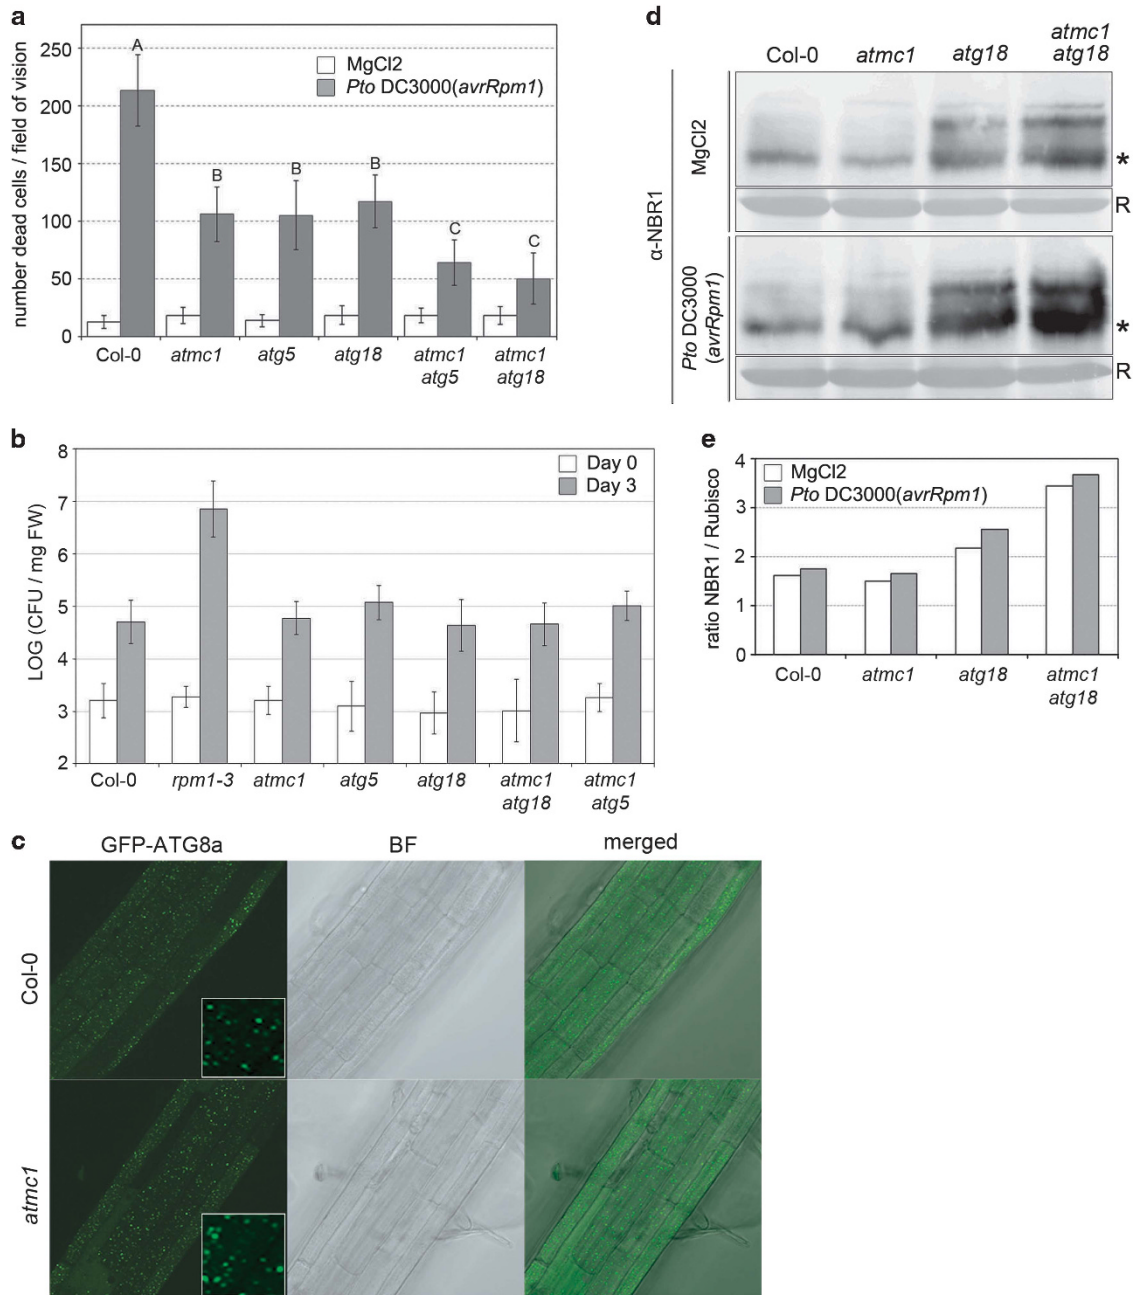 a
number dead cells / field of vision
250
200
150
100
50
0
MgCl2
Pto DC3000(avrRpm1)
A
B
B
B
C
C
Col-0
atmc1
atg5
atg18
atmc1
atg5
atmc1
atg18
b
LOG (CFU / mg FW)
8
7
6
5
4
3
2
Day 0
Day 3
Col-0
rpm1-3
atmc1
atg5
atg18
atmc1
atg18
atmc1
atg5
c
GFP-ATG8a
BF
merged
Col-0
atmc1
d
Col-0
atmc1
atg18
atmc1
atg18
α-NBR1
MgCl2
*
R
Pto DC3000
(avrRpm1)
*
R
e
ratio NBR1 / Rubisco
4
3
2
1
0
MgCl2
Pto DC3000(avrRpm1)
Col-0
atmc1
atg18
atmc1
atg18